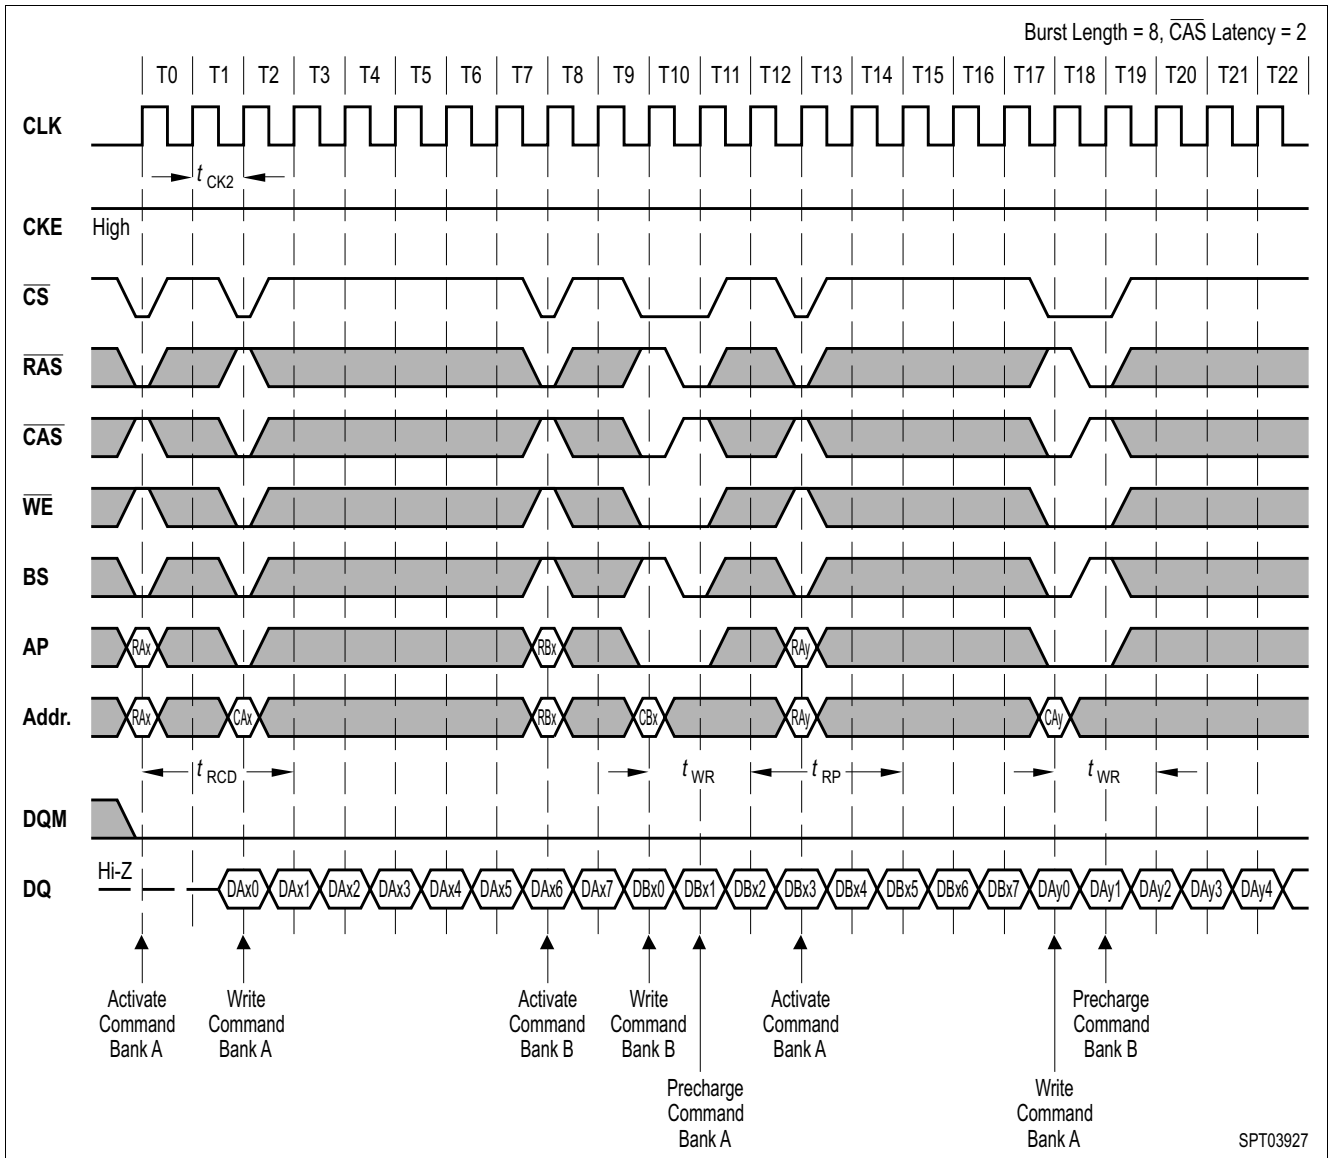 Burst Length = 8, CAS Latency = 2
T0 T1 T2 T3 T4 T5 T6 T7 T8 T9 T10 T11 T12 T13 T14 T15 T16 T17 T18 T19 T20 T21 T22
CLK
t CK2
CKE High
CS
RAS
CAS
WE
BS
AP RAx RBx RAy
Addr. RAx CAx RBx CBx RAy CAy
t RCD t WR t RP t WR
DQM
DQ Hi-Z DAx0 DAx1 DAx2 DAx3 DAx4 DAx5 DAx6 DAx7 DBx0 DBx1 DBx2 DBx3 DBx4 DBx5 DBx6 DBx7 DAy0 DAy1 DAy2 DAy3 DAy4
Activate Command Bank A
Write Command Bank A
Activate Command Bank B
Write Command Bank B
Activate Command Bank A
Precharge Command Bank B
Precharge Command Bank A
Write Command Bank A
SPT03927